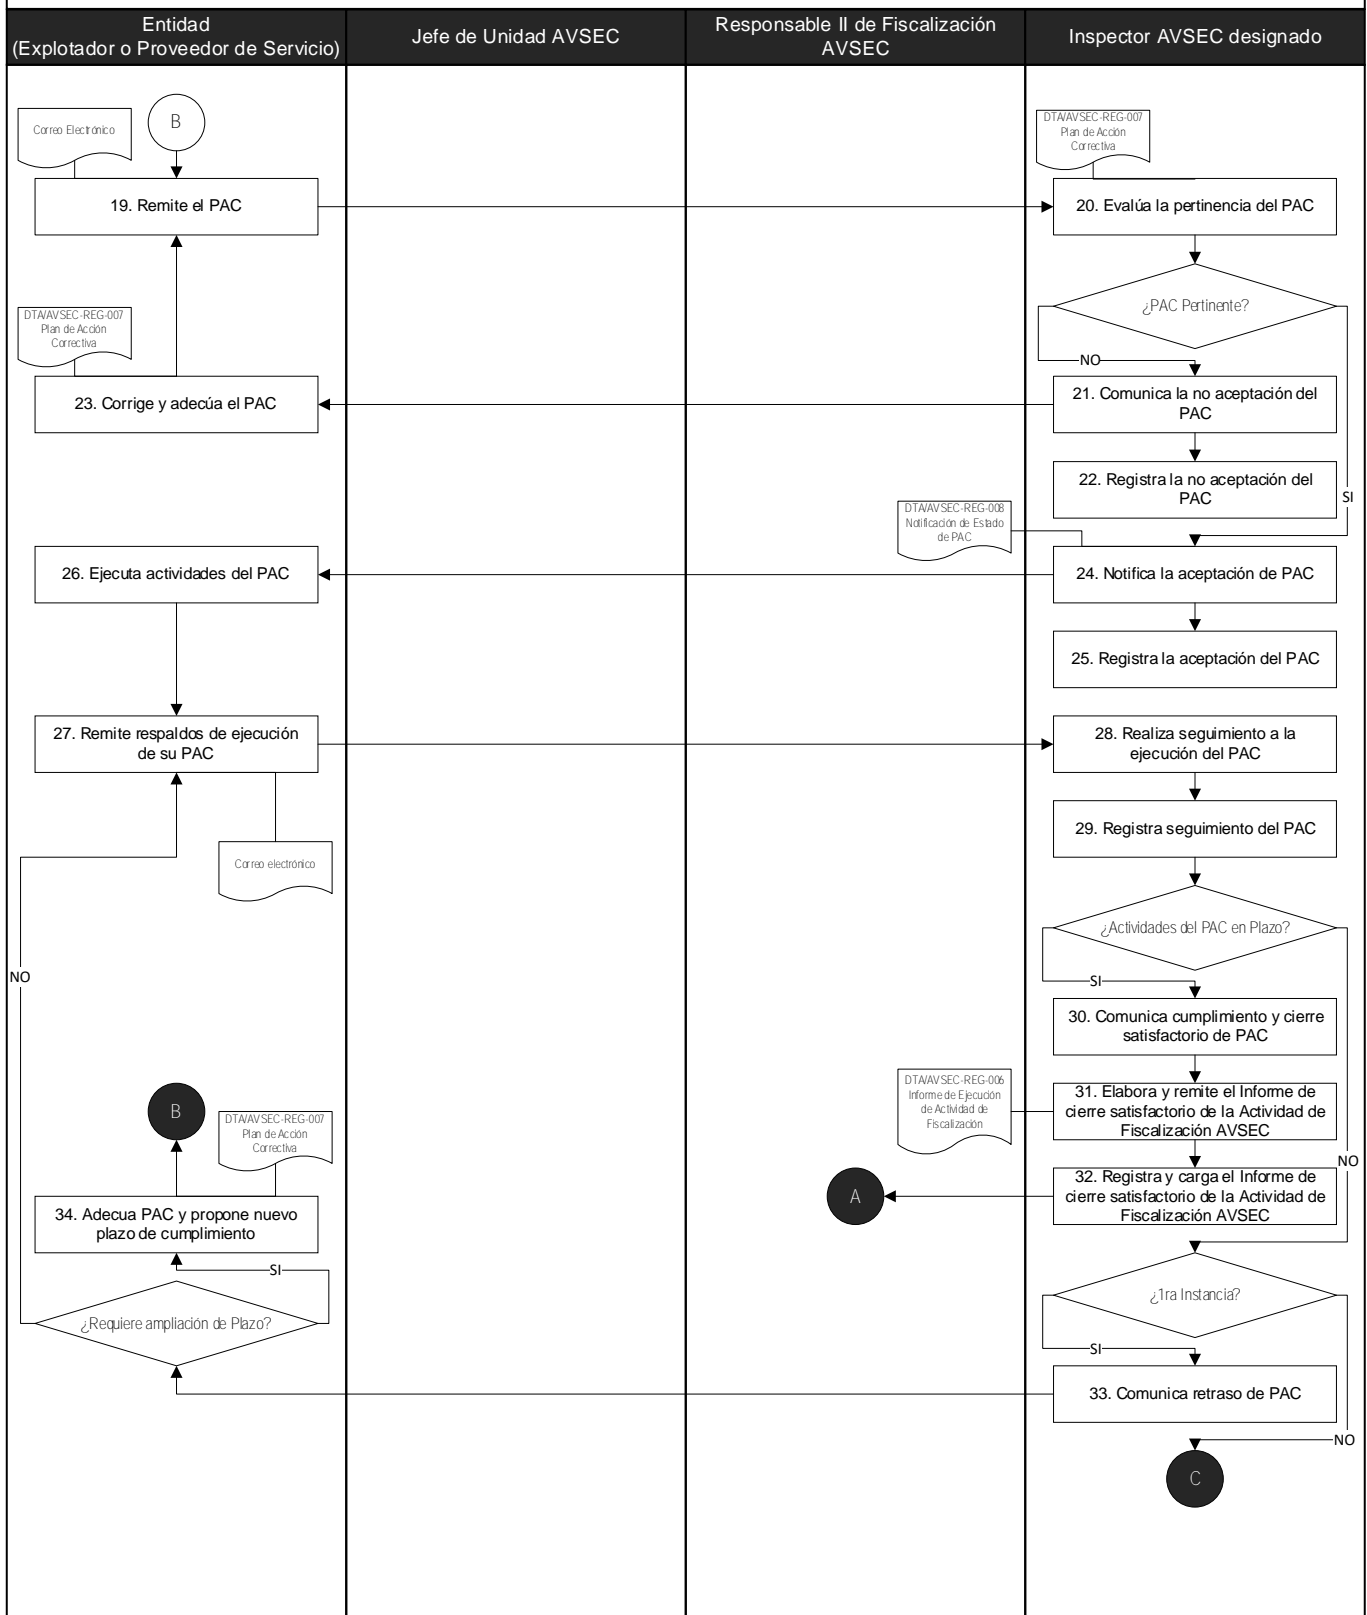 Entidad
(Explotador o Proveedor de Servicio)
Jefe de Unidad AVSEC
Responsable II de Fiscalización
AVSEC
Inspector AVSEC designado
Correo Electrónico
B
DTA/AVSEC-REG-007
Plan de Acción
Correctiva
19. Remite el PAC
20. Evalúa la pertinencia del PAC
¿PAC Pertinente?
DTA/AVSEC-REG-007
Plan de Acción
Correctiva
NO
23. Corrige y adecúa el PAC
21. Comunica la no aceptación del
PAC
22. Registra la no aceptación del
PAC
SI
DTA/AVSEC-REG-008
Notificación de Estado
de PAC
26. Ejecuta actividades del PAC
24. Notifica la aceptación de PAC
25. Registra la aceptación del PAC
27. Remite respaldos de ejecución
de su PAC
28. Realiza seguimiento a la
ejecución del PAC
29. Registra seguimiento del PAC
Correo electrónico
¿Actividades del PAC en Plazo?
NO
SI
30. Comunica cumplimiento y cierre
satisfactorio de PAC
DTA/AVSEC-REG-006
Informe de Ejecución
de Actividad de
Fiscalización
31. Elabora y remite el Informe de
cierre satisfactorio de la Actividad de
Fiscalización AVSEC
B
DTA/AVSEC-REG-007
Plan de Acción
Correctiva
NO
A
32. Registra y carga el Informe de
cierre satisfactorio de la Actividad de
Fiscalización AVSEC
34. Adecua PAC y propone nuevo
plazo de cumplimiento
SI
¿1ra Instancia?
¿Requiere ampliación de Plazo?
SI
33. Comunica retraso de PAC
NO
C